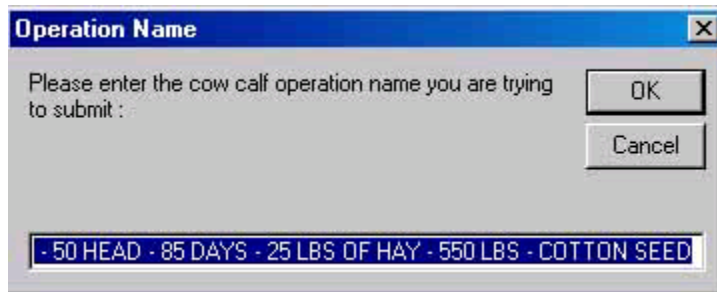 Operation Name
Please enter the cow calf operation name you are trying
to submit :
OK
Cancel
- 50 HEAD - 85 DAYS - 25 LBS OF HAY - 550 LBS - COTTON SEED